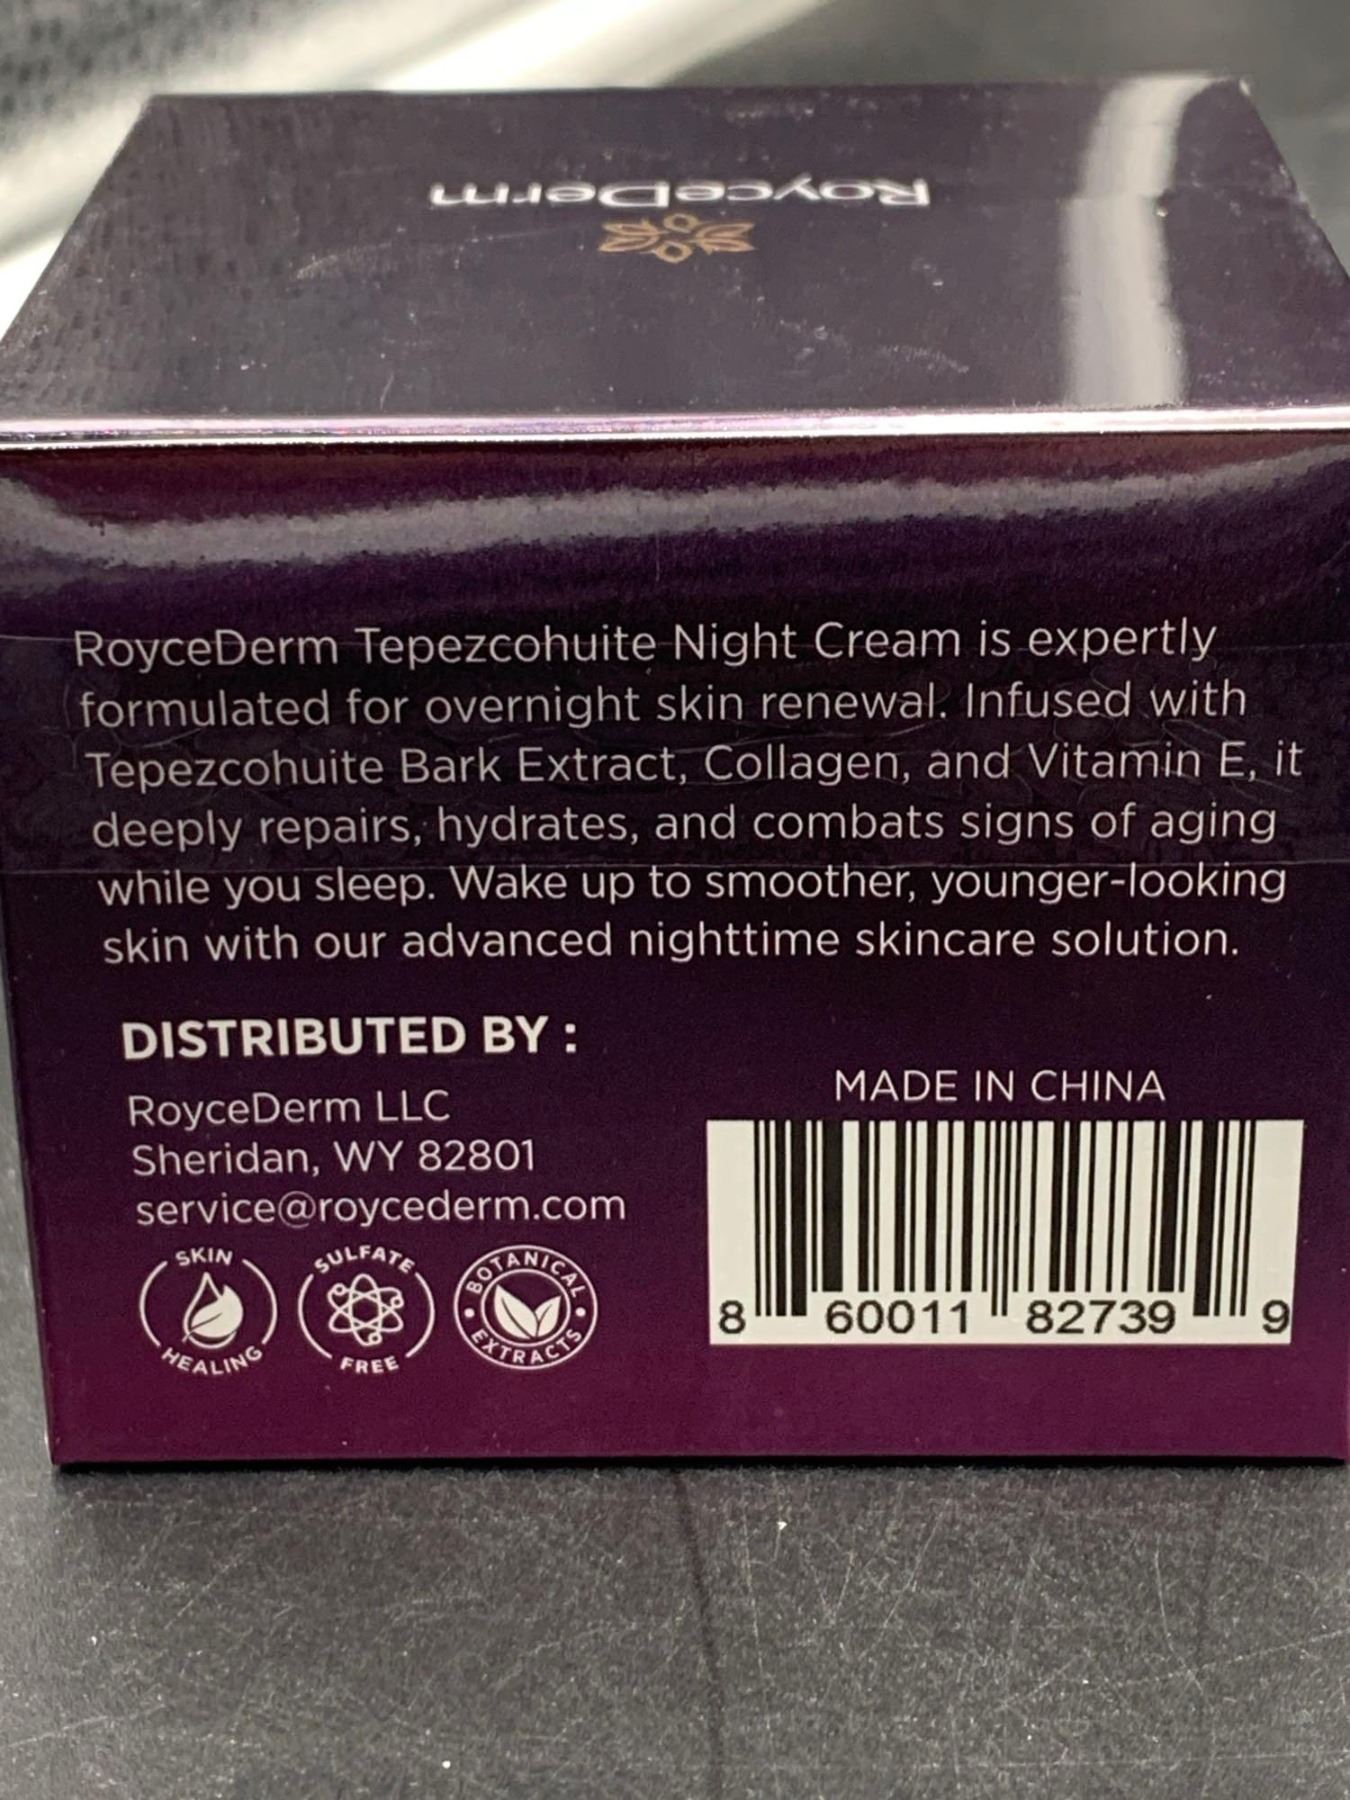 RoyceDerm
RoyceDerm Tepezcohuite Night Cream is expertly
formulated for overnight skin renewal. Infused with
Tepezcohuite Bark Extract, Collagen, and Vitamin E, it
deeply repairs, hydrates, and combats signs of aging
while you sleep. Wake up to smoother, younger-looking
skin with our advanced nighttime skincare solution.
DISTRIBUTED BY :
RoyceDerm LLC
Sheridan, WY 82801
service@roycederm.com
MADE IN CHINA
SKIN HEALING
SULFATE FREE
BOTANICAL EXTRACTS
8 60011 82739 9